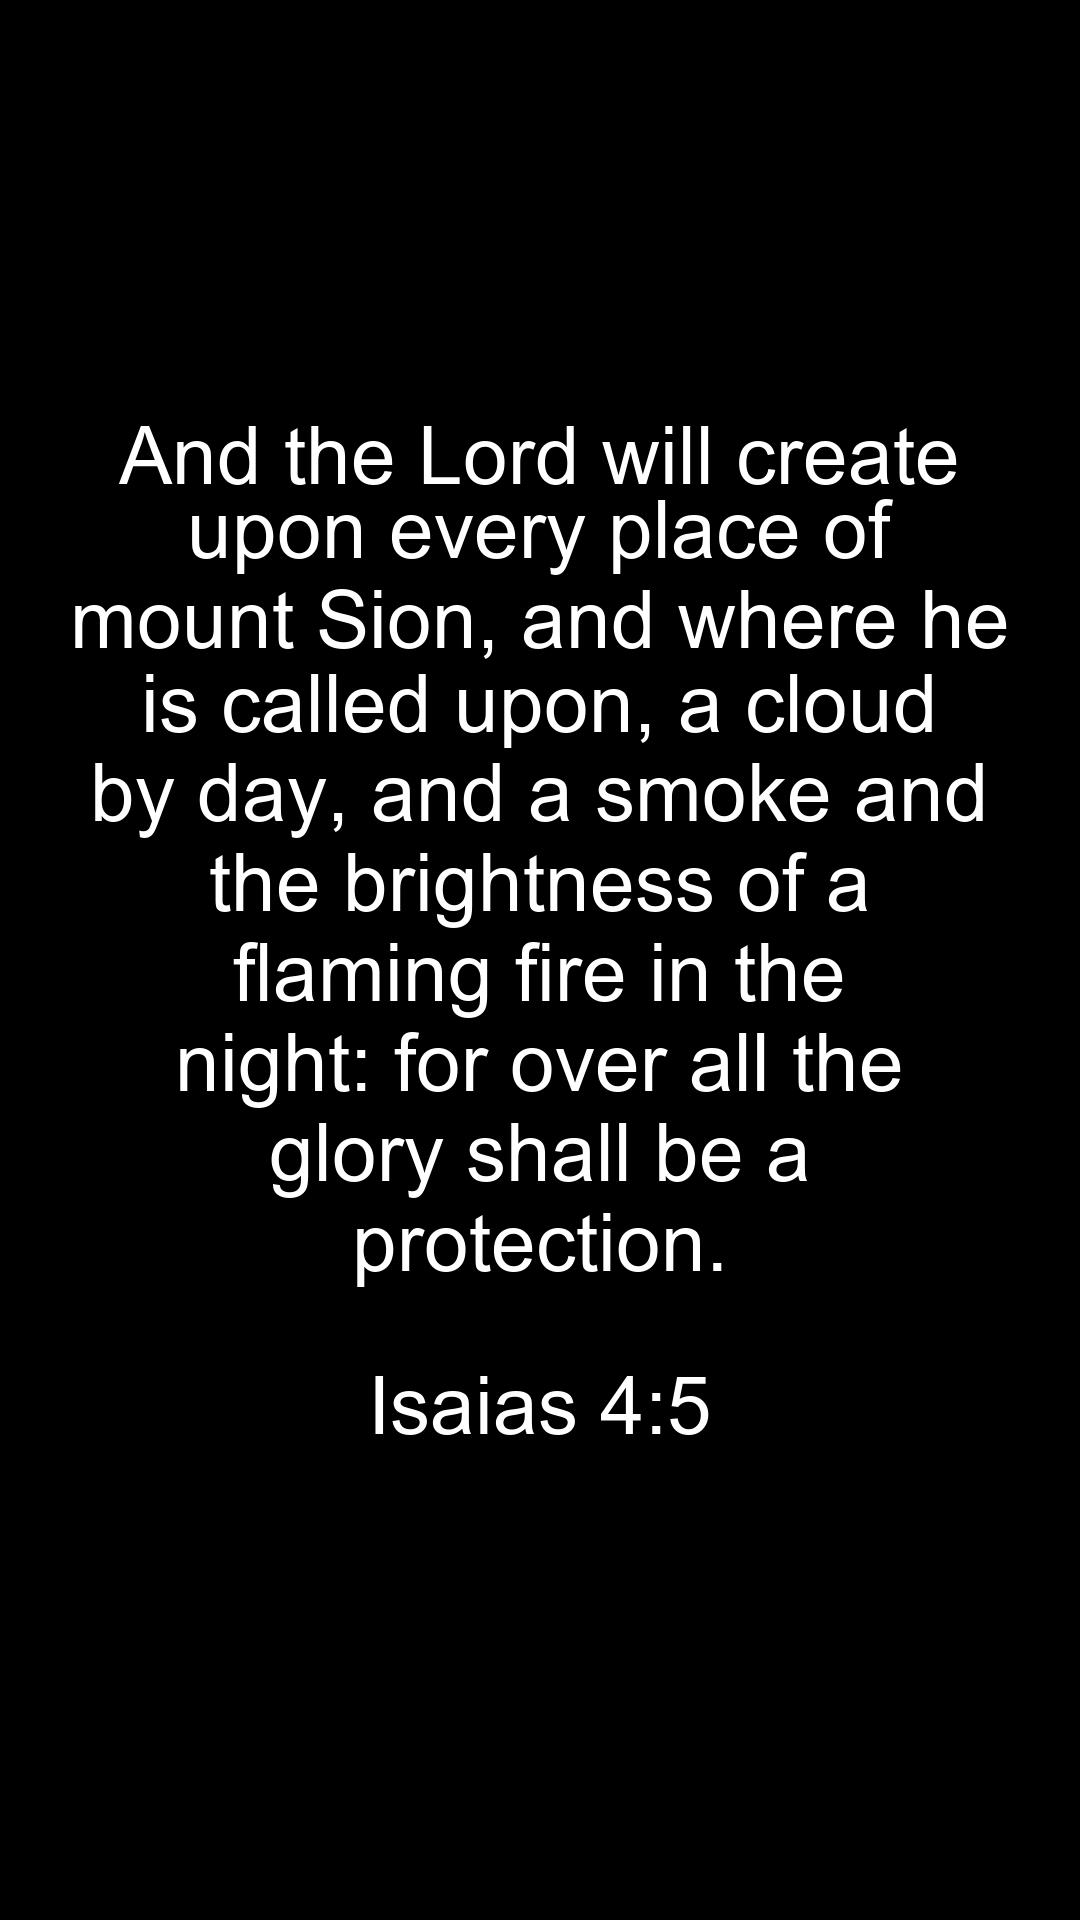 And the Lord will create
upon every place of
mount Sion, and where he
is called upon, a cloud
by day, and a smoke and
the brightness of a
flaming fire in the
night: for over all the
glory shall be a
protection.
Isaias 4:5